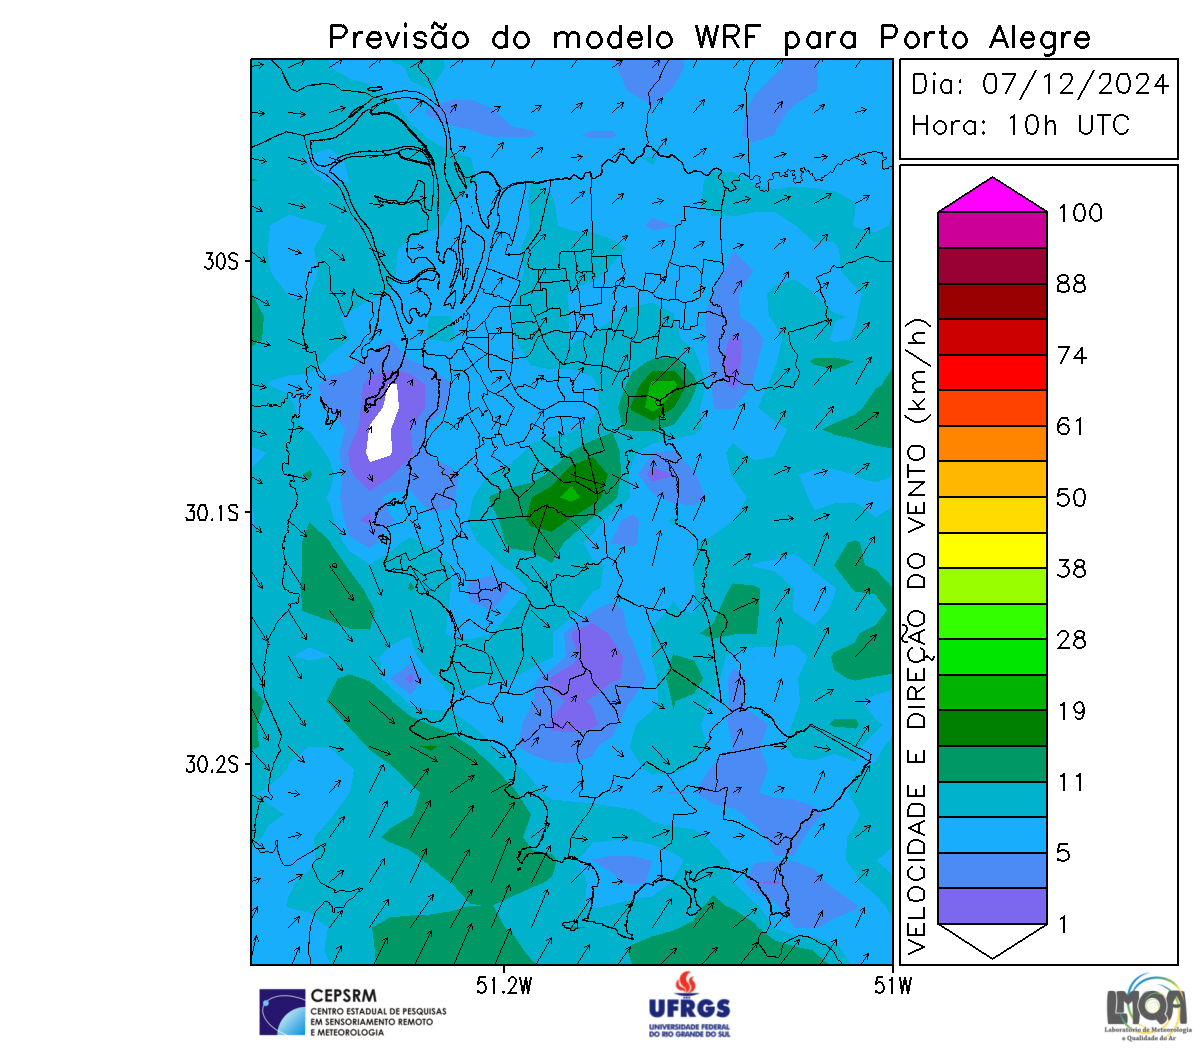 Previsão do modelo WRF para Porto Alegre
Dia: 07/12/2024
Hora: 10h UTC
100
88
74
61
50
38
28
19
11
5
1
VELOCIDADE E DIREÇÃO DO VENTO (km/h)
30S
30.1S
30.2S
51.2W
51W
CEPSRM
CENTRO ESTADUAL DE PESQUISAS
EM SENSORIAMENTO REMOTO
E METEOROLOGIA
UFRGS
UNIVERSIDADE FEDERAL
DO RIO GRANDE DO SUL
LMQA
Laboratório de Meteorologia
e Qualidade do Ar